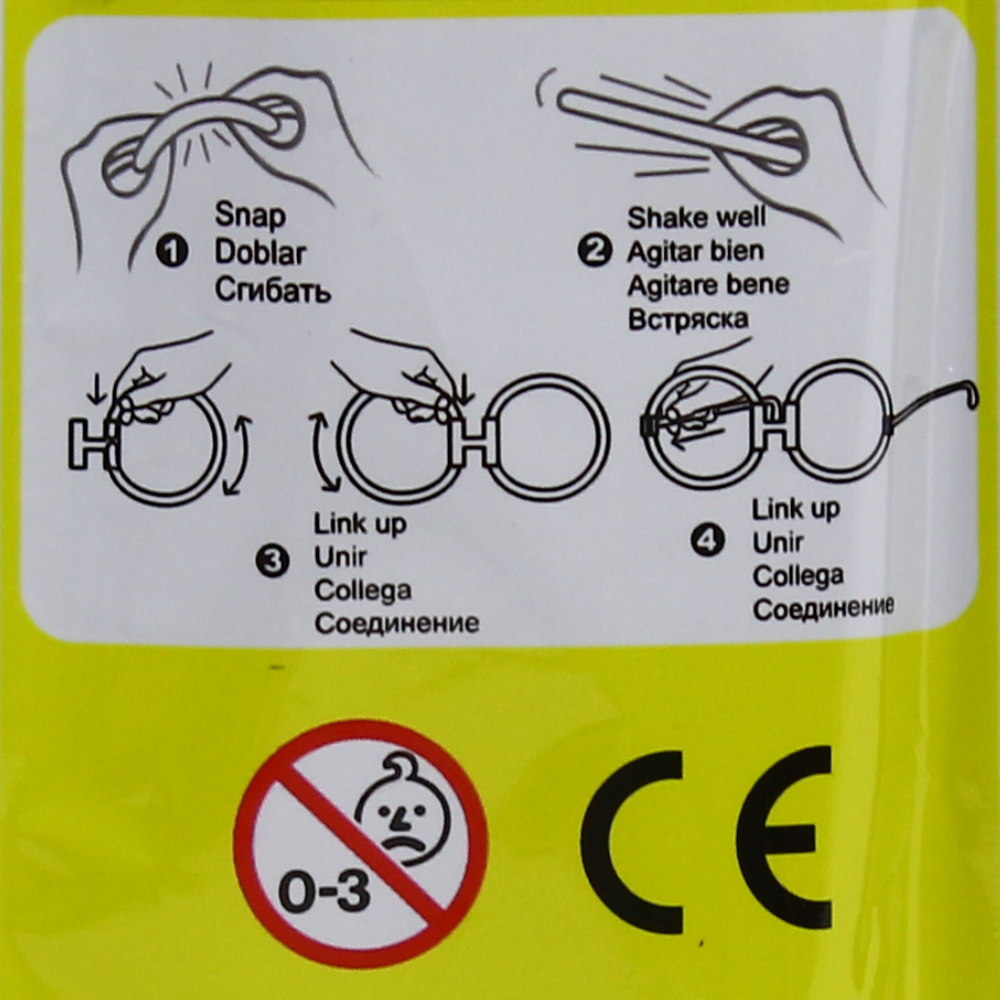 1
Snap
Doblar
Сгибать
2
Shake well
Agitar bien
Agitare bene
Встряска
3
Link up
Unir
Collega
Соединение
4
Link up
Unir
Collega
Соединение
0-3
CE